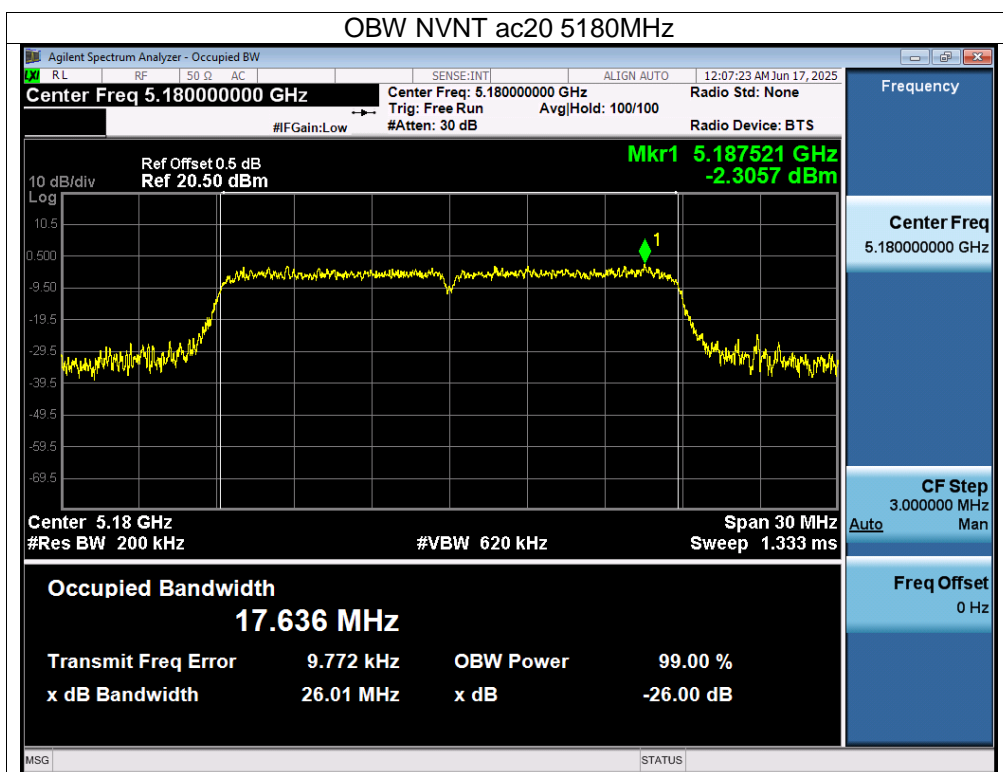 OBW NVNT ac20 5180MHz
Agilent Spectrum Analyzer - Occupied BW
LXI RL RF 50 Ω AC SENSE:INT ALIGN AUTO 12:07:23 AM Jun 17, 2025
Center Freq 5.180000000 GHz
Center Freq: 5.180000000 GHz Radio Std: None
Trig: Free Run Avg|Hold: 100/100
#IFGain:Low #Atten: 30 dB Radio Device: BTS
Ref Offset 0.5 dB
10 dB/div Ref 20.50 dBm
Mkr1 5.187521 GHz
-2.3057 dBm
Log
10.5
0.500
-9.50
-19.5
-29.5
-39.5
-49.5
-59.5
-69.5
1
Center 5.18 GHz Span 30 MHz
#Res BW 200 kHz #VBW 620 kHz Sweep 1.333 ms
Occupied Bandwidth
17.636 MHz
Transmit Freq Error 9.772 kHz OBW Power 99.00 %
x dB Bandwidth 26.01 MHz x dB -26.00 dB
MSG STATUS
Frequency
Center Freq
5.180000000 GHz
CF Step
3.000000 MHz
Auto Man
Freq Offset
0 Hz